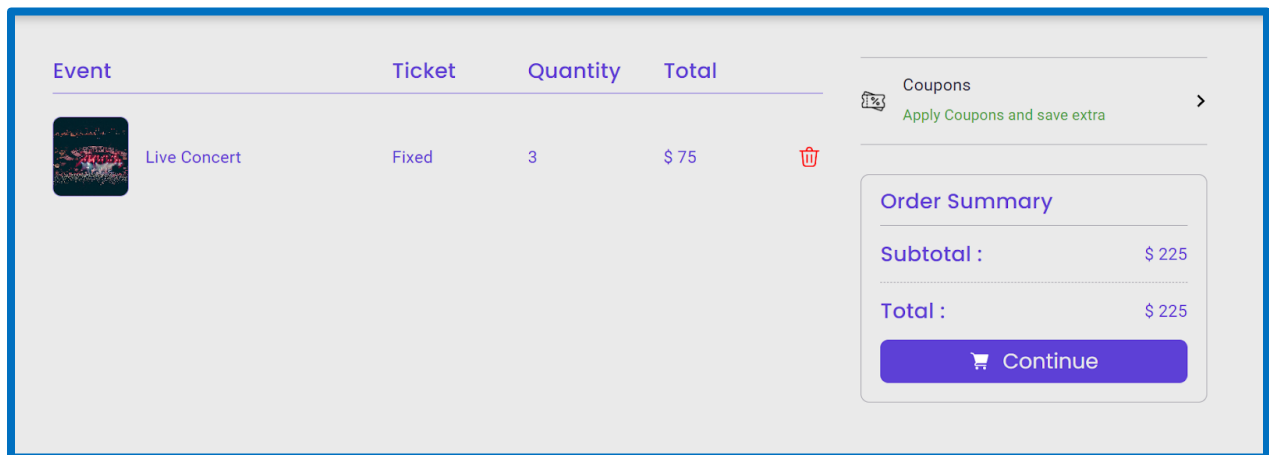 Event Ticket Quantity Total
Live Concert Fixed 3 $ 75
Coupons
Apply Coupons and save extra
Order Summary
Subtotal : $ 225
Total : $ 225
Continue